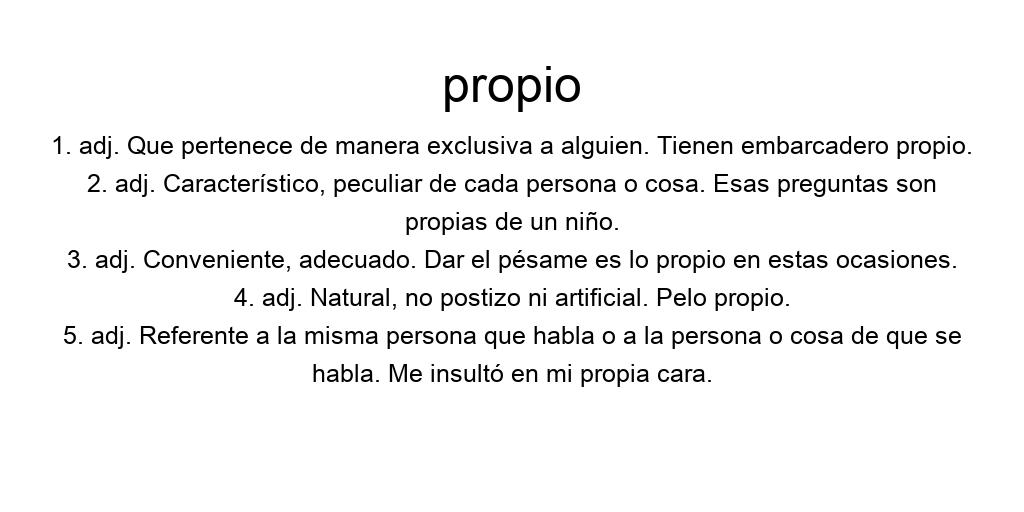 propio
1. adj. Que pertenece de manera exclusiva a alguien. Tienen embarcadero propio.
2. adj. Característico, peculiar de cada persona o cosa. Esas preguntas son
propias de un niño.
3. adj. Conveniente, adecuado. Dar el pésame es lo propio en estas ocasiones.
4. adj. Natural, no postizo ni artificial. Pelo propio.
5. adj. Referente a la misma persona que habla o a la persona o cosa de que se
habla. Me insultó en mi propia cara.